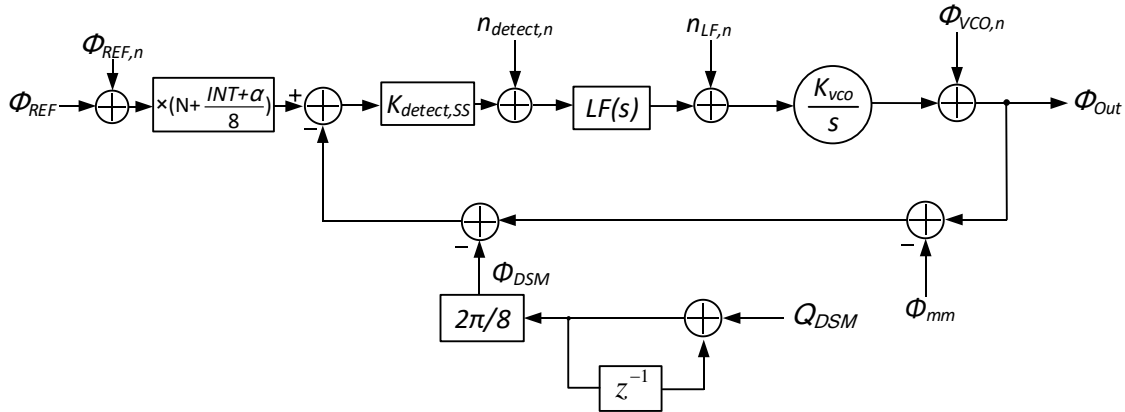 Φ_REF,n
n_detect,n
n_LF,n
Φ_VCO,n
Φ_REF
×(N+ (INT+α)/8)
+
−
K_detect,SS
LF(s)
K_vco/s
Φ_Out
−
−
Φ_DSM
Φ_mm
2π/8
Q_DSM
z^−1